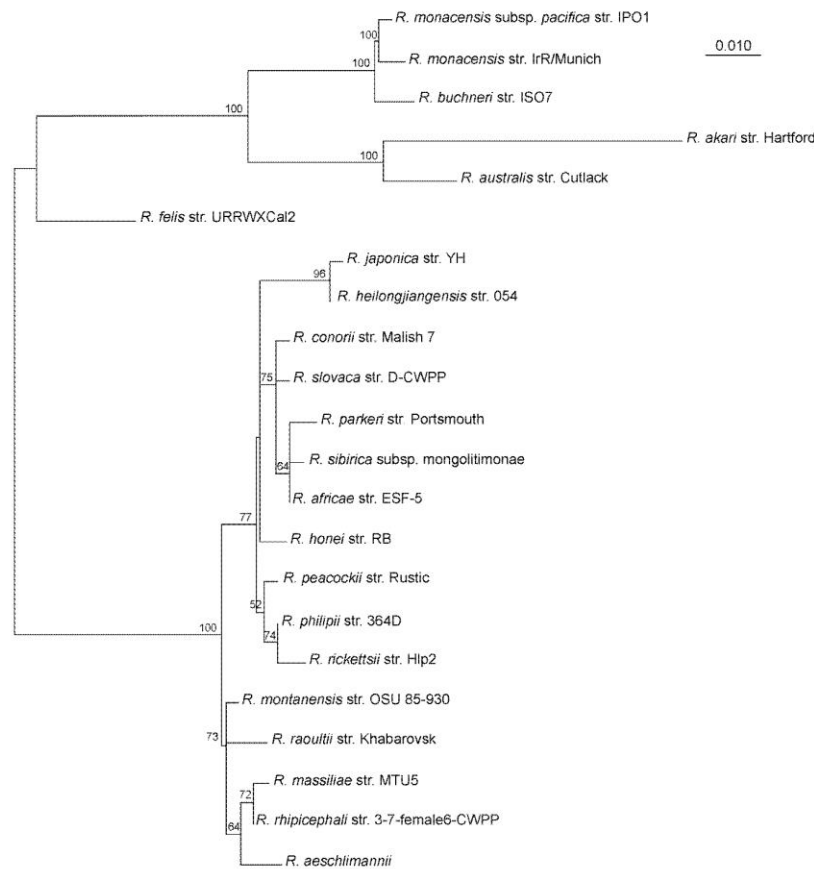 R. monacensis subsp. pacifica str. IPO1
100
0.010
R. monacensis str. IrR/Munich
100
R. buchneri str. ISO7
100
R. akari str. Hartford
100
R. australis str. Cutlack
R. felis str. URRWXCal2
R. japonica str. YH
96
R. heilongjiangensis str. 054
R. conorii str. Malish 7
75
R. slovaca str. D-CWPP
R. parkeri str. Portsmouth
R. sibirica subsp. mongolitimonae
64
R. africae str. ESF-5
77
R. honei str. RB
R. peacockii str. Rustic
52
R. philipii str. 364D
74
100
R. rickettsii str. Hlp2
R. montanensis str. OSU 85-930
73
R. raoultii str. Khabarovsk
R. massiliae str. MTU5
72
R. rhipicephali str. 3-7-female6-CWPP
64
R. aeschlimannii